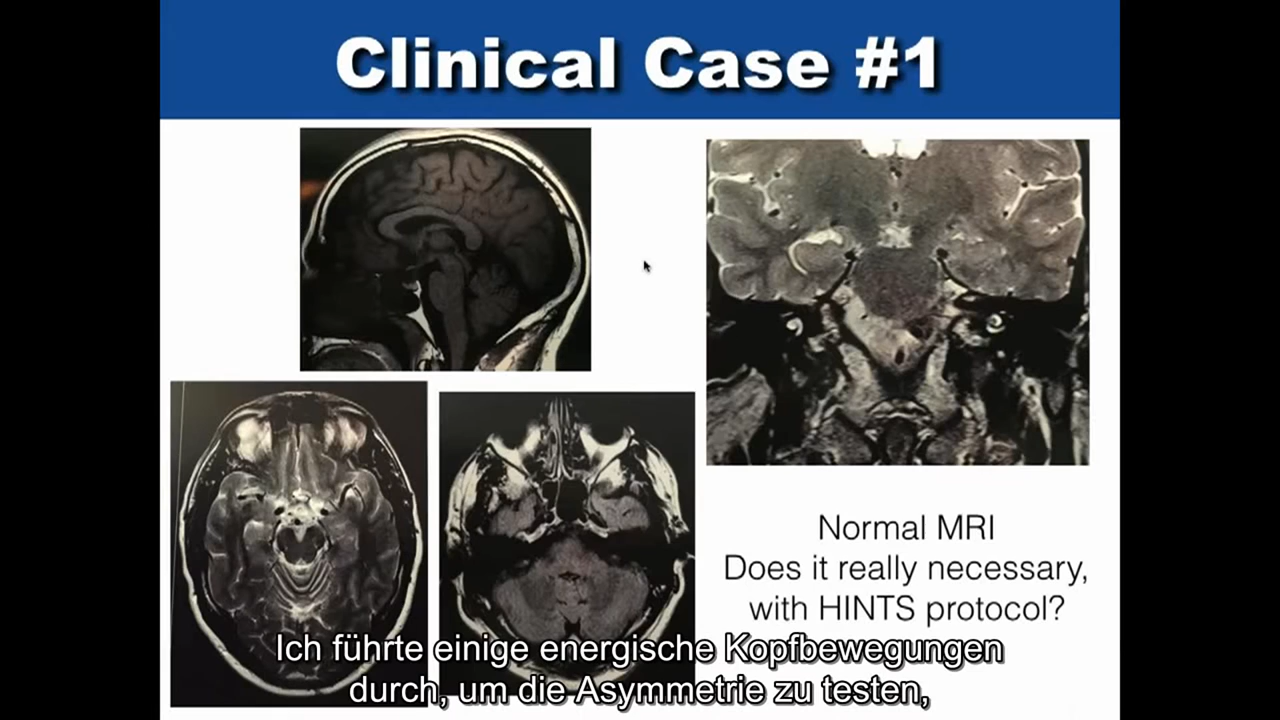 Clinical Case #1
Normal MRI
Does it really necessary,
with HINTS protocol?
Ich führte einige energische Kopfbewegungen
durch, um die Asymmetrie zu testen,